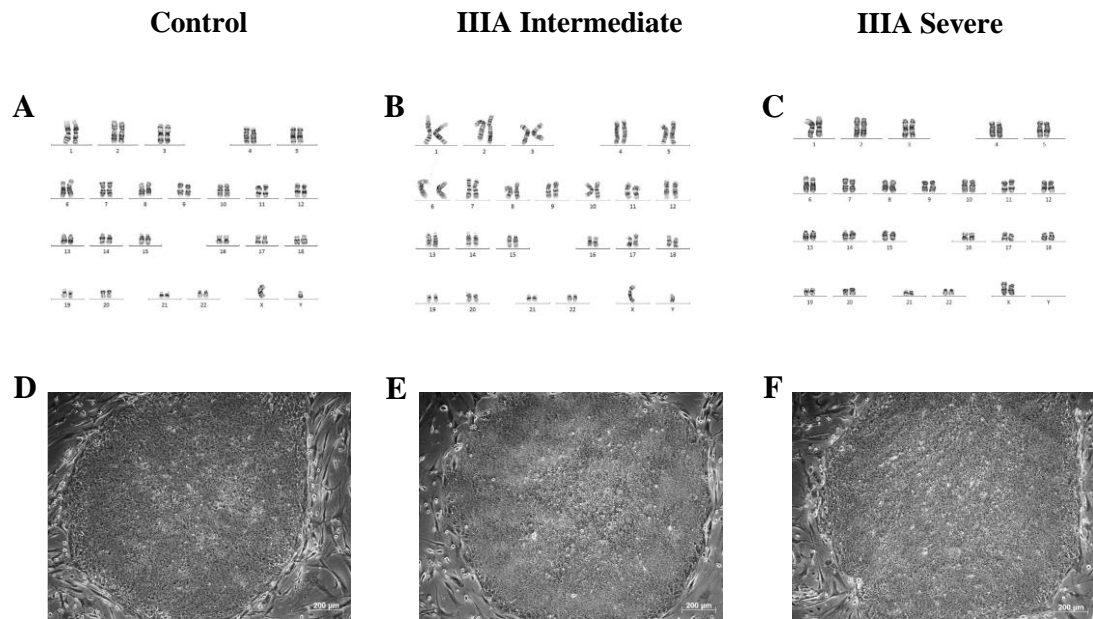 Control IIIA Intermediate IIIA Severe
A B C
1 2 3 4 5
1 2 3 4 5
1 2 3 4 5
6 7 8 9 10 11 12
6 7 8 9 10 11 12
6 7 8 9 10 11 12
13 14 15 16 17 18
13 14 15 16 17 18
13 14 15 16 17 18
19 20 21 22 X Y
19 20 21 22 X Y
19 20 21 22 X Y
D E F
200 µm 200 µm 200 µm